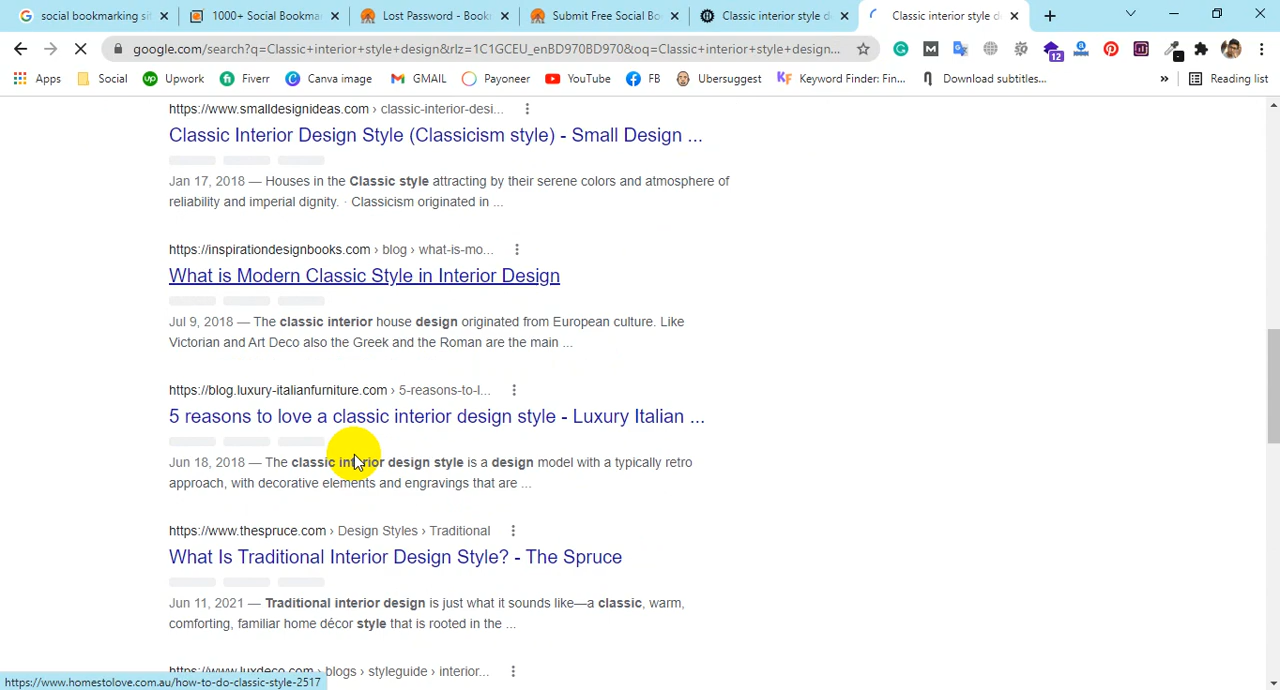 social bookmarking sit
1000+ Social Bookmar
Lost Password - Bookr
Submit Free Social bo
Classic interior style d
Classic interior style d
google.com/search?q=Classic+interior+style+design&rlz=1C1GCEU_enBD970BD970&oq=Classic+interior+style+design...
12
Apps
Social
Upwork
Fiverr
Canva image
GMAIL
Payoneer
YouTube
FB
Ubersuggest
Keyword Finder: Fin...
Download subtitles...
»
Reading list
https://www.smalldesignideas.com › classic-interior-desi...
Classic Interior Design Style (Classicism style) - Small Design ...
Jan 17, 2018 — Houses in the Classic style attracting by their serene colors and atmosphere of
reliability and imperial dignity. · Classicism originated in ...
https://inspirationdesignbooks.com › blog › what-is-mo...
What is Modern Classic Style in Interior Design
Jul 9, 2018 — The classic interior house design originated from European culture. Like
Victorian and Art Deco also the Greek and the Roman are the main ...
https://blog.luxury-italianfurniture.com › 5-reasons-to-l...
5 reasons to love a classic interior design style - Luxury Italian ...
Jun 18, 2018 — The classic interior design style is a design model with a typically retro
approach, with decorative elements and engravings that are ...
https://www.thespruce.com › Design Styles › Traditional
What Is Traditional Interior Design Style? - The Spruce
Jun 11, 2021 — Traditional interior design is just what it sounds like—a classic, warm,
comforting, familiar home décor style that is rooted in the ...
https://www.luxdeco.com › blogs › styleguide › interior...
https://www.homestolove.com.au/how-to-do-classic-style-2517